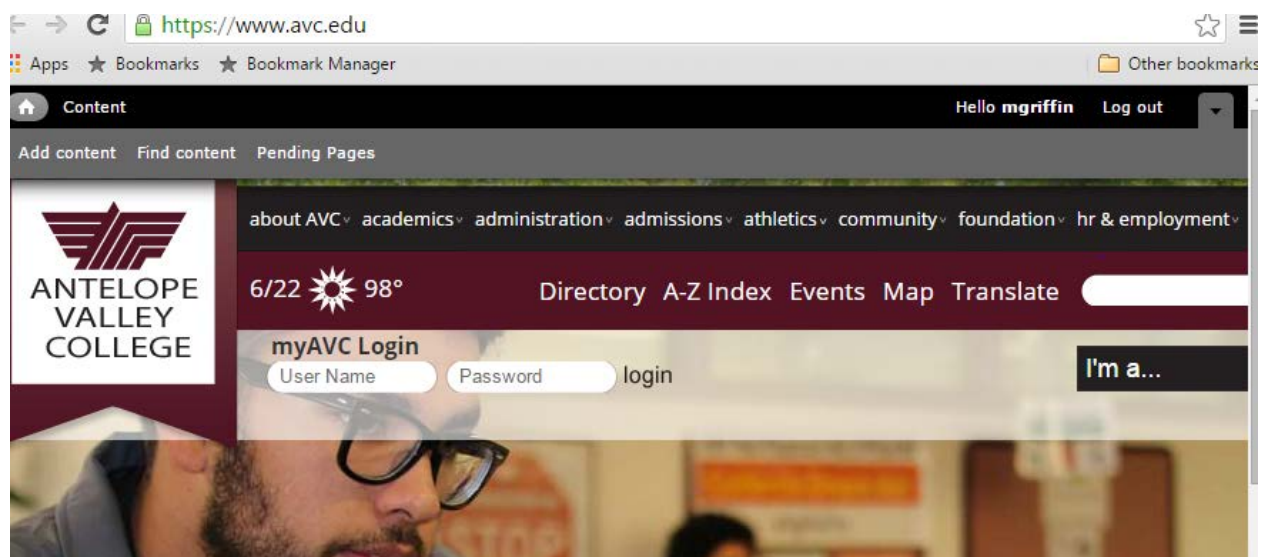 https://www.avc.edu
Apps Bookmarks Bookmark Manager Other bookmarks
Content Hello mgriffin Log out
Add content Find content Pending Pages
about AVC academics administration admissions athletics community foundation hr & employment
ANTELOPE
VALLEY
COLLEGE
6/22 98° Directory A-Z Index Events Map Translate
myAVC Login
User Name Password login
I'm a...
STOP